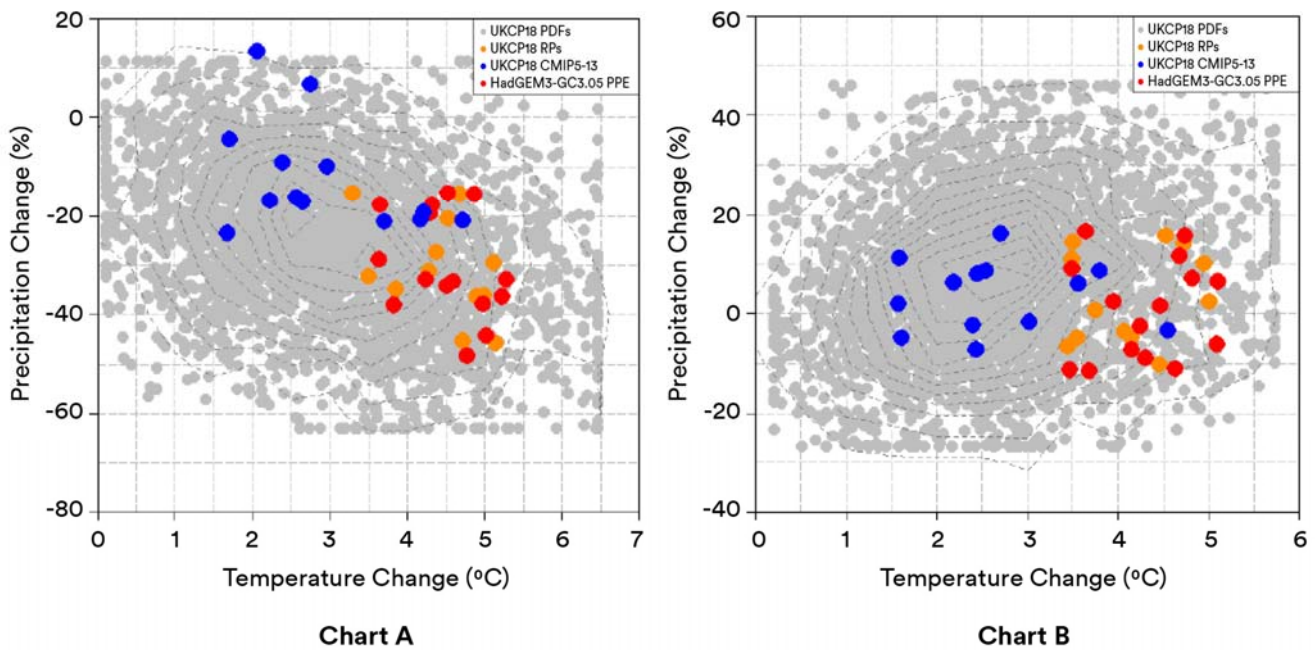 20
0
-20
-40
-60
-80
Precipitation Change (%)
0 1 2 3 4 5 6 7
Temperature Change (ºC)
UKCP18 PDFs
UKCP18 RPs
UKCP18 CMIP5-13
HadGEM3-GC3.05 PPE
Chart A
60
40
20
0
-20
-40
Precipitation Change (%)
0 1 2 3 4 5 6
Temperature Change (ºC)
UKCP18 PDFs
UKCP18 RPs
UKCP18 CMIP5-13
HadGEM3-GC3.05 PPE
Chart B